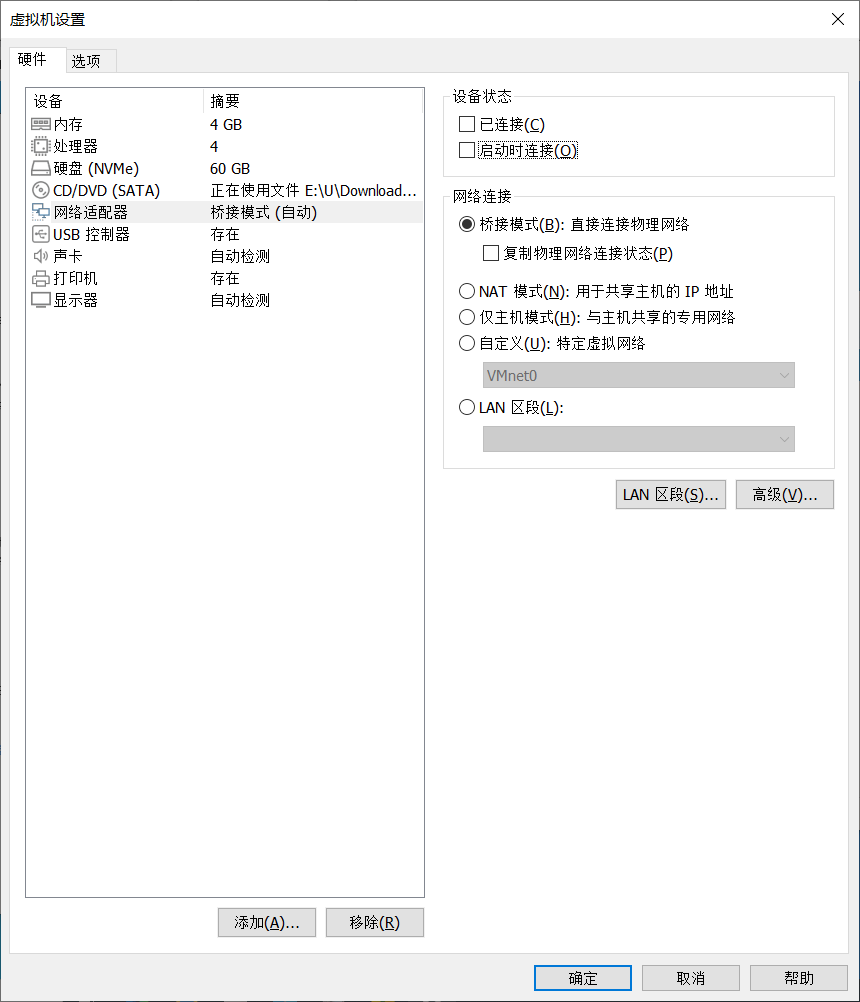 虚拟机设置
硬件 选项
设备 摘要
内存 4 GB
处理器 4
硬盘 (NVMe) 60 GB
CD/DVD (SATA) 正在使用文件 E:\U\Download...
网络适配器 桥接模式 (自动)
USB 控制器 存在
声卡 自动检测
打印机 存在
显示器 自动检测
添加(A)... 移除(R)
设备状态
已连接(C)
启动时连接(O)
网络连接
桥接模式(B): 直接连接物理网络
复制物理网络连接状态(P)
NAT 模式(N): 用于共享主机的 IP 地址
仅主机模式(H): 与主机共享的专用网络
自定义(U): 特定虚拟网络
VMnet0
LAN 区段(L):
LAN 区段(S)... 高级(V)...
确定 取消 帮助